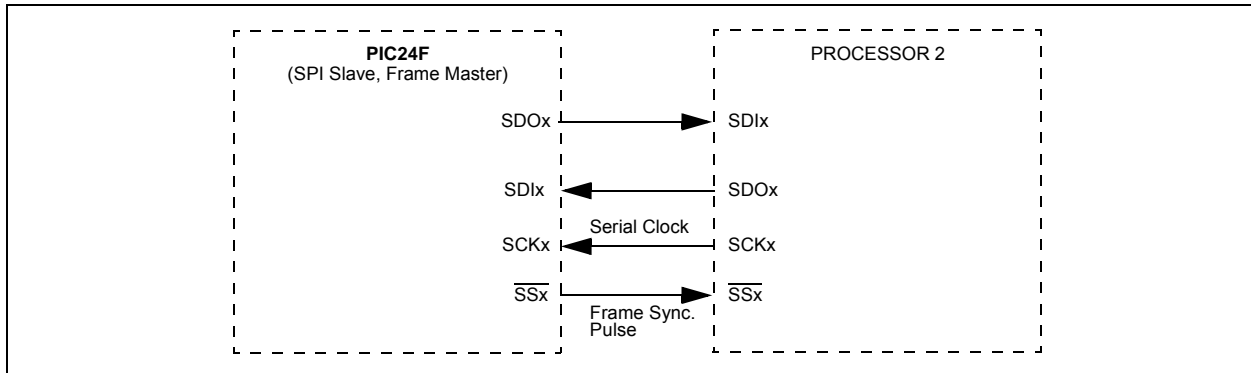 PIC24F
(SPI Slave, Frame Master)
PROCESSOR 2
SDOx
SDIx
SDIx
SDOx
Serial Clock
SCKx
SCKx
SSx
SSx
Frame Sync.
Pulse